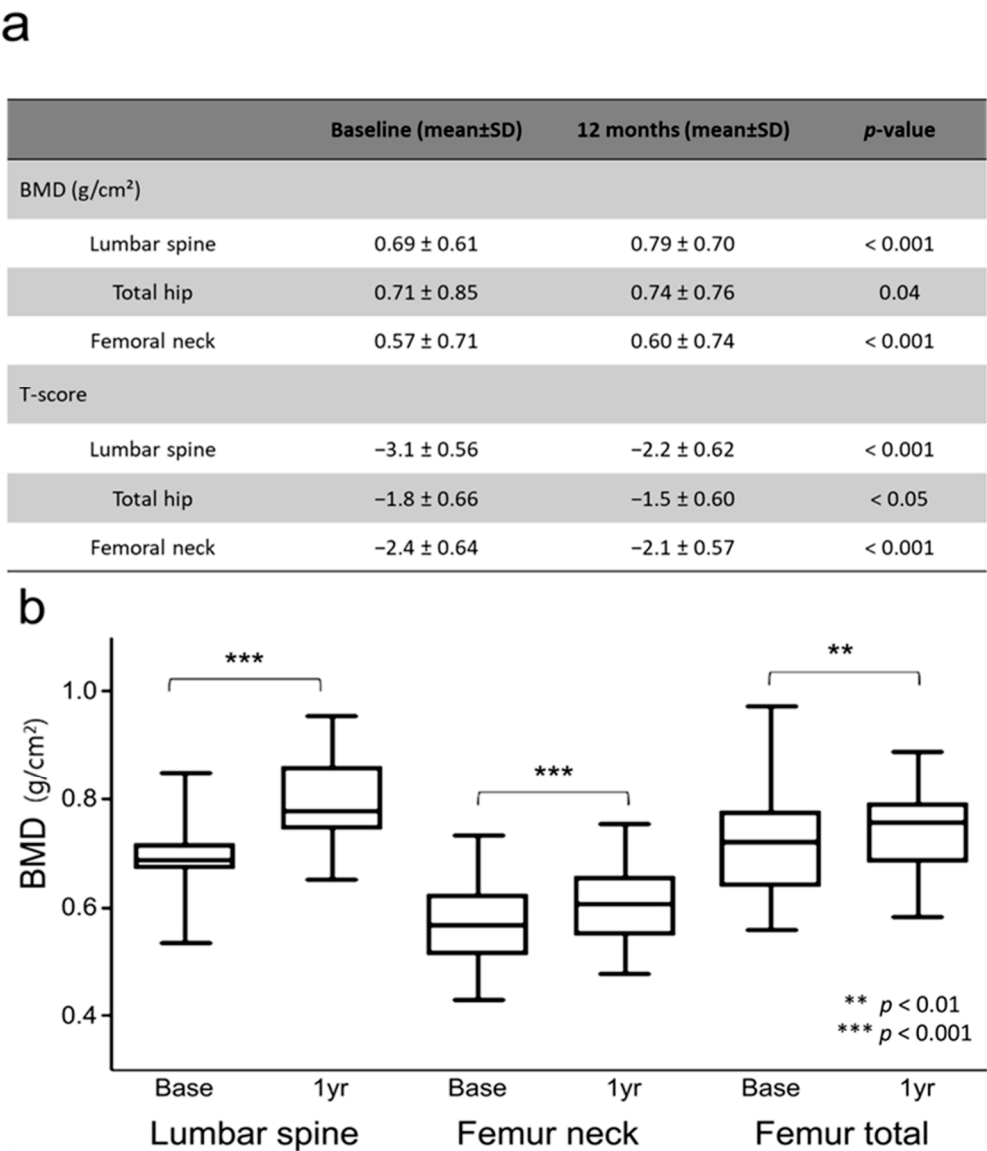 a
Baseline (mean±SD) 12 months (mean±SD) p-value
BMD (g/cm²)
Lumbar spine 0.69 ± 0.61 0.79 ± 0.70 < 0.001
Total hip 0.71 ± 0.85 0.74 ± 0.76 0.04
Femoral neck 0.57 ± 0.71 0.60 ± 0.74 < 0.001
T-score
Lumbar spine −3.1 ± 0.56 −2.2 ± 0.62 < 0.001
Total hip −1.8 ± 0.66 −1.5 ± 0.60 < 0.05
Femoral neck −2.4 ± 0.64 −2.1 ± 0.57 < 0.001
b
BMD (g/cm²)
1.0
0.8
0.6
0.4
***
***
**
** p < 0.01
*** p < 0.001
Base 1yr Base 1yr Base 1yr
Lumbar spine Femur neck Femur total